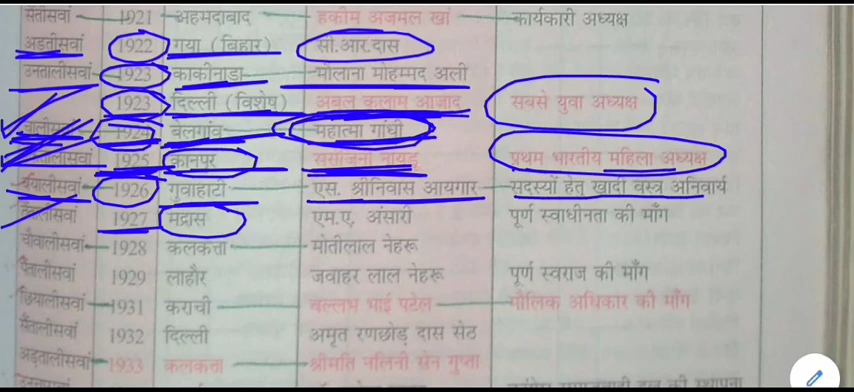 सैंतीसवां 1921 अहमदाबाद हकीम अजमल खां कार्यकारी अध्यक्ष
अड़तीसवां 1922 गया (बिहार) सी.आर.दास
उनतालीसवां 1923 काकीनाड़ा मौलाना मोहम्मद अली
1923 दिल्ली (विशेष) अबुल कलाम आजाद सबसे युवा अध्यक्ष
चालीसवां 1924 बेलगांव महात्मा गांधी
1925 कानपुर सरोजिनी नायडू प्रथम भारतीय महिला अध्यक्ष
बयालीसवां 1926 गुवाहाटी एस. श्रीनिवास आयंगार सदस्यों हेतु खादी वस्त्र अनिवार्य
1927 मद्रास एम.ए. अंसारी पूर्ण स्वाधीनता की माँग
चौवालीसवां 1928 कलकत्ता मोतीलाल नेहरू
पैंतालीसवां 1929 लाहौर जवाहर लाल नेहरू पूर्ण स्वराज की माँग
छियालीसवां 1931 कराची वल्लभ भाई पटेल मौलिक अधिकार की माँग
सैंतालीसवां 1932 दिल्ली अमृत रणछोड़ दास सेठ
अड़तालीसवां 1933 कलकत्ता श्रीमति नलिनी सेन गुप्ता